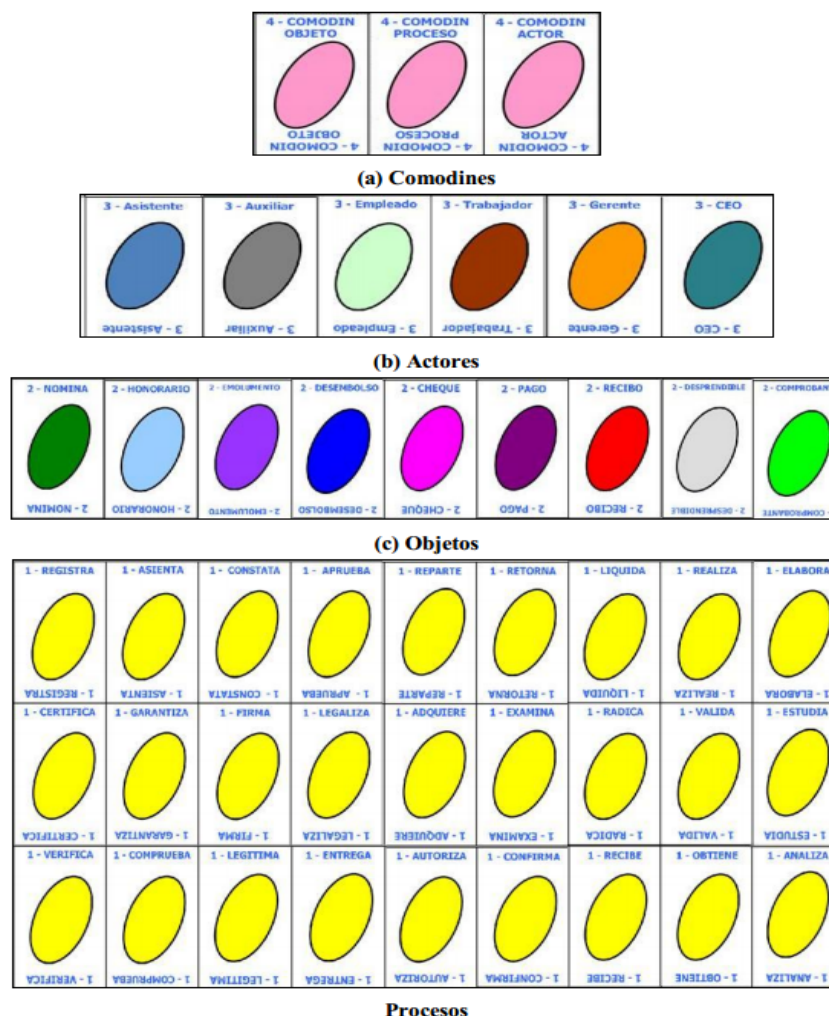 4 - COMODIN OBJETO
4 - COMODIN PROCESO
4 - COMODIN ACTOR
4 - COMODIN OBJETO
4 - COMODIN PROCESO
4 - COMODIN ACTOR
(a) Comodines
3 - Asistente 3 - Auxiliar 3 - Empleado 3 - Trabajador 3 - Gerente 3 - CEO
3 - Asistente 3 - Auxiliar 3 - Empleado 3 - Trabajador 3 - Gerente 3 - CEO
(b) Actores
2 - NOMINA 2 - HONORARIO 2 - EMOLUMENTO 2 - DESEMBOLSO 2 - CHEQUE 2 - PAGO 2 - RECIBO 2 - DESPRENDIBLE 2 - COMPROBAN
2 - NOMINA 2 - HONORARIO 2 - EMOLUMENTO 2 - DESEMBOLSO 2 - CHEQUE 2 - PAGO 2 - RECIBO 2 - DESPRENDIBLE - COMPROBANTE
(c) Objetos
1 - REGISTRA 1 - ASIENTA 1 - CONSTATA 1 - APRUEBA 1 - REPARTE 1 - RETORNA 1 - LIQUIDA 1 - REALIZA 1 - ELABORA
1 - REGISTRA 1 - ASIENTA 1 - CONSTATA 1 - APRUEBA 1 - REPARTE 1 - RETORNA 1 - LIQUIDA 1 - REALIZA 1 - ELABORA
1 - CERTIFICA 1 - GARANTIZA 1 - FIRMA 1 - LEGALIZA 1 - ADQUIERE 1 - EXAMINA 1 - RADICA 1 - VALIDA 1 - ESTUDIA
1 - CERTIFICA 1 - GARANTIZA 1 - FIRMA 1 - LEGALIZA 1 - ADQUIERE 1 - EXAMINA 1 - RADICA 1 - VALIDA 1 - ESTUDIA
1 - VERIFICA 1 - COMPRUEBA 1 - LEGITIMA 1 - ENTREGA 1 - AUTORIZA 1 - CONFIRMA 1 - RECIBE 1 - OBTIENE 1 - ANALIZA
1 - VERIFICA 1 - COMPRUEBA 1 - LEGITIMA 1 - ENTREGA 1 - AUTORIZA 1 - CONFIRMA 1 - RECIBE 1 - OBTIENE 1 - ANALIZA
Procesos